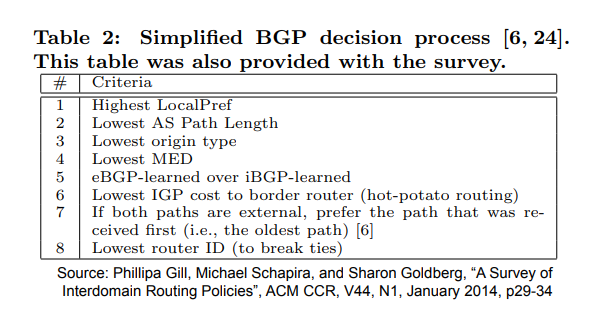 Table 2: Simplified BGP decision process [6, 24].
This table was also provided with the survey.
# Criteria
1 Highest LocalPref
2 Lowest AS Path Length
3 Lowest origin type
4 Lowest MED
5 eBGP-learned over iBGP-learned
6 Lowest IGP cost to border router (hot-potato routing)
7 If both paths are external, prefer the path that was re-
ceived first (i.e., the oldest path) [6]
8 Lowest router ID (to break ties)
Source: Phillipa Gill, Michael Schapira, and Sharon Goldberg, “A Survey of
Interdomain Routing Policies”, ACM CCR, V44, N1, January 2014, p29-34